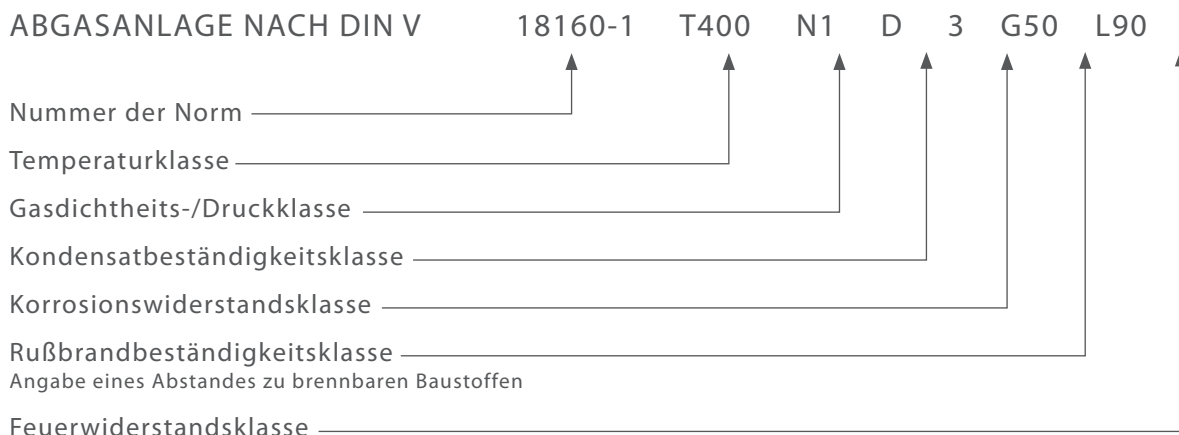 ABGASANLAGE NACH DIN V 18160-1 T400 N1 D 3 G50 L90
Nummer der Norm
Temperaturklasse
Gasdichtheits-/Druckklasse
Kondensatbeständigkeitsklasse
Korrosionswiderstandsklasse
Rußbrandbeständigkeitsklasse
Angabe eines Abstandes zu brennbaren Baustoffen
Feuerwiderstandsklasse